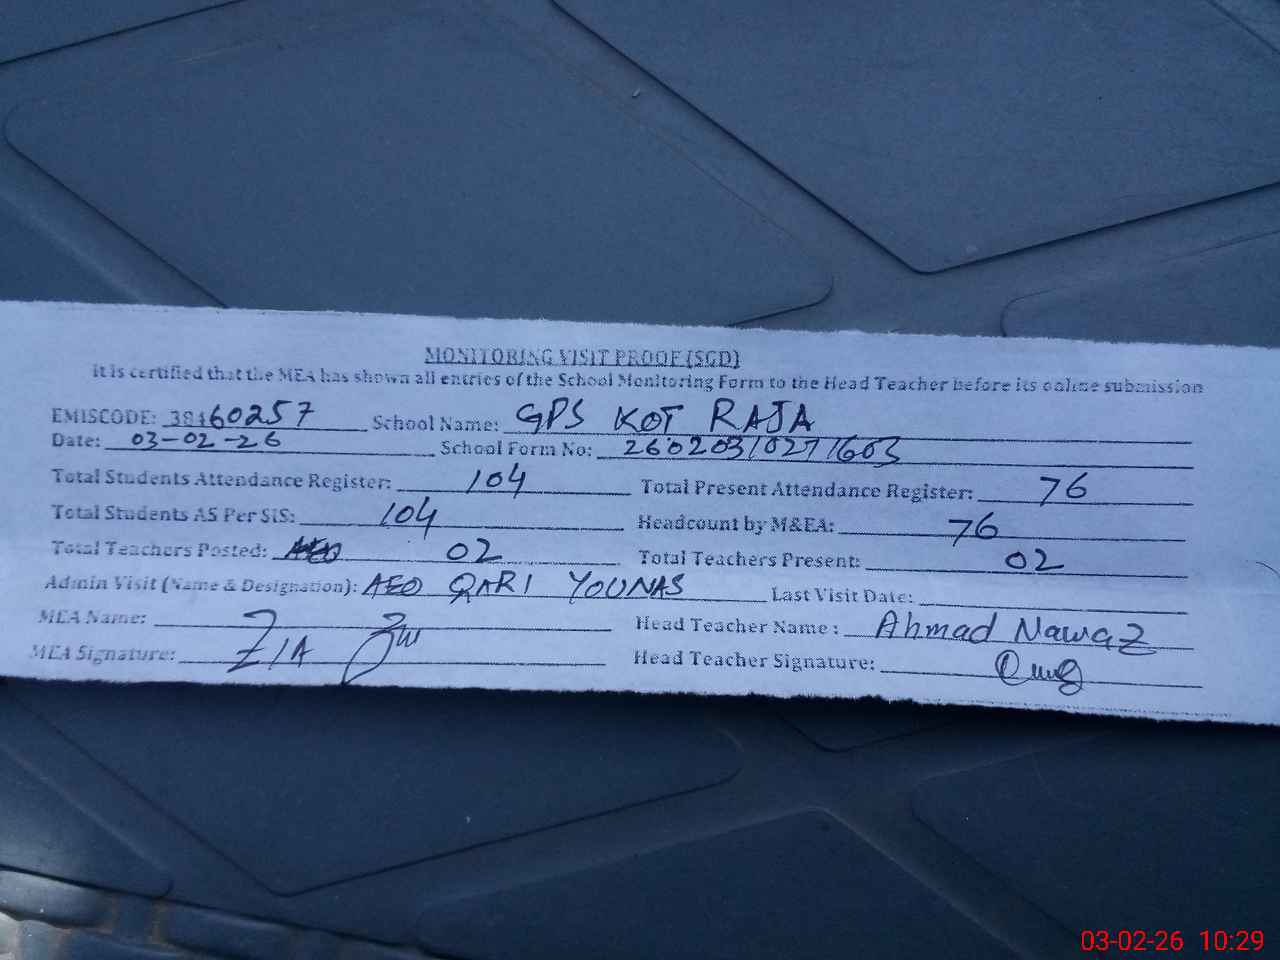 MONITORING VISIT PROOF (SGD)
It is certified that the MEA has shown all entries of the School Monitoring Form to the Head Teacher before its online submission
EMISCODE: 38460257 School Name: GPS KOT RAJA
Date: 03-02-26 School Form No: 26020310271603
Total Students Attendance Register: 104 Total Present Attendance Register: 76
Total Students AS Per SIS: 104 Headcount by M&EA: 76
Total Teachers Posted: 02 Total Teachers Present: 02
Admin Visit (Name & Designation): AEO QARI YOUNAS Last Visit Date:
MEA Name: Head Teacher Name : Ahmad Nawaz
MEA Signature: ZIA Head Teacher Signature:
03-02-26 10:29